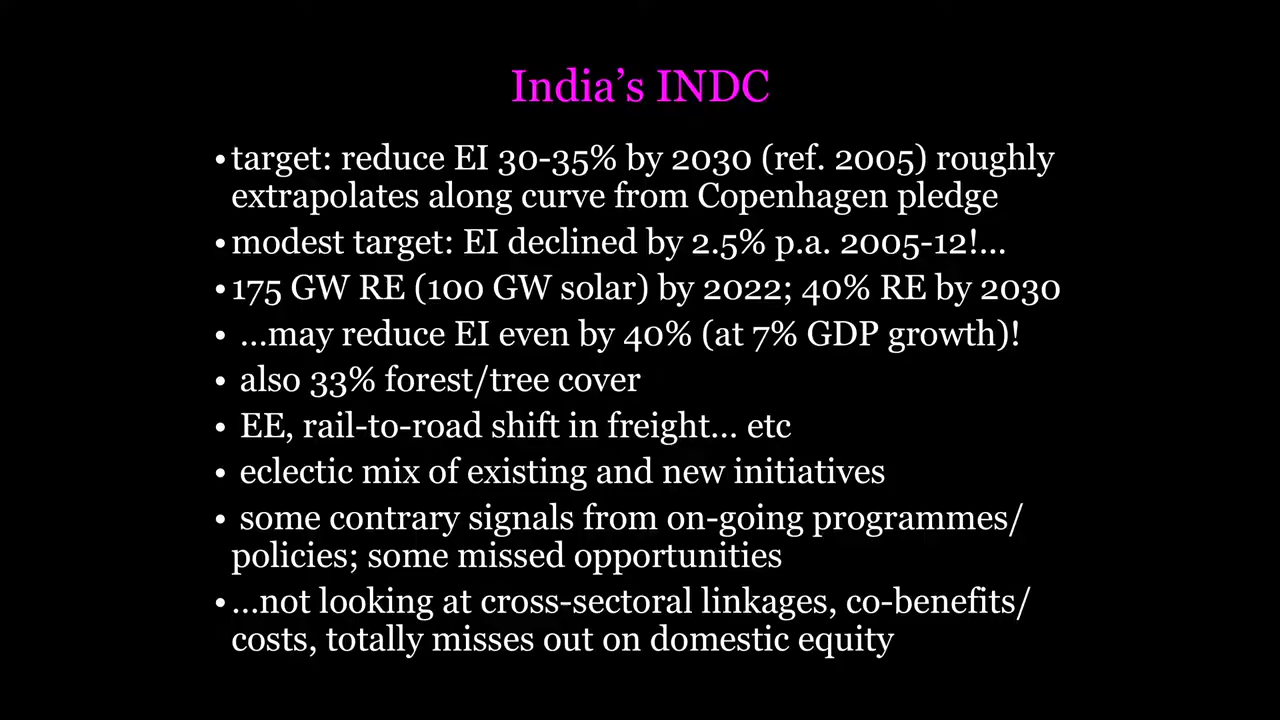 India’s INDC
•target: reduce EI 30-35% by 2030 (ref. 2005) roughly
extrapolates along curve from Copenhagen pledge
•modest target: EI declined by 2.5% p.a. 2005-12!...
•175 GW RE (100 GW solar) by 2022; 40% RE by 2030
• ...may reduce EI even by 40% (at 7% GDP growth)!
• also 33% forest/tree cover
• EE, rail-to-road shift in freight... etc
• eclectic mix of existing and new initiatives
• some contrary signals from on-going programmes/
policies; some missed opportunities
•...not looking at cross-sectoral linkages, co-benefits/
costs, totally misses out on domestic equity